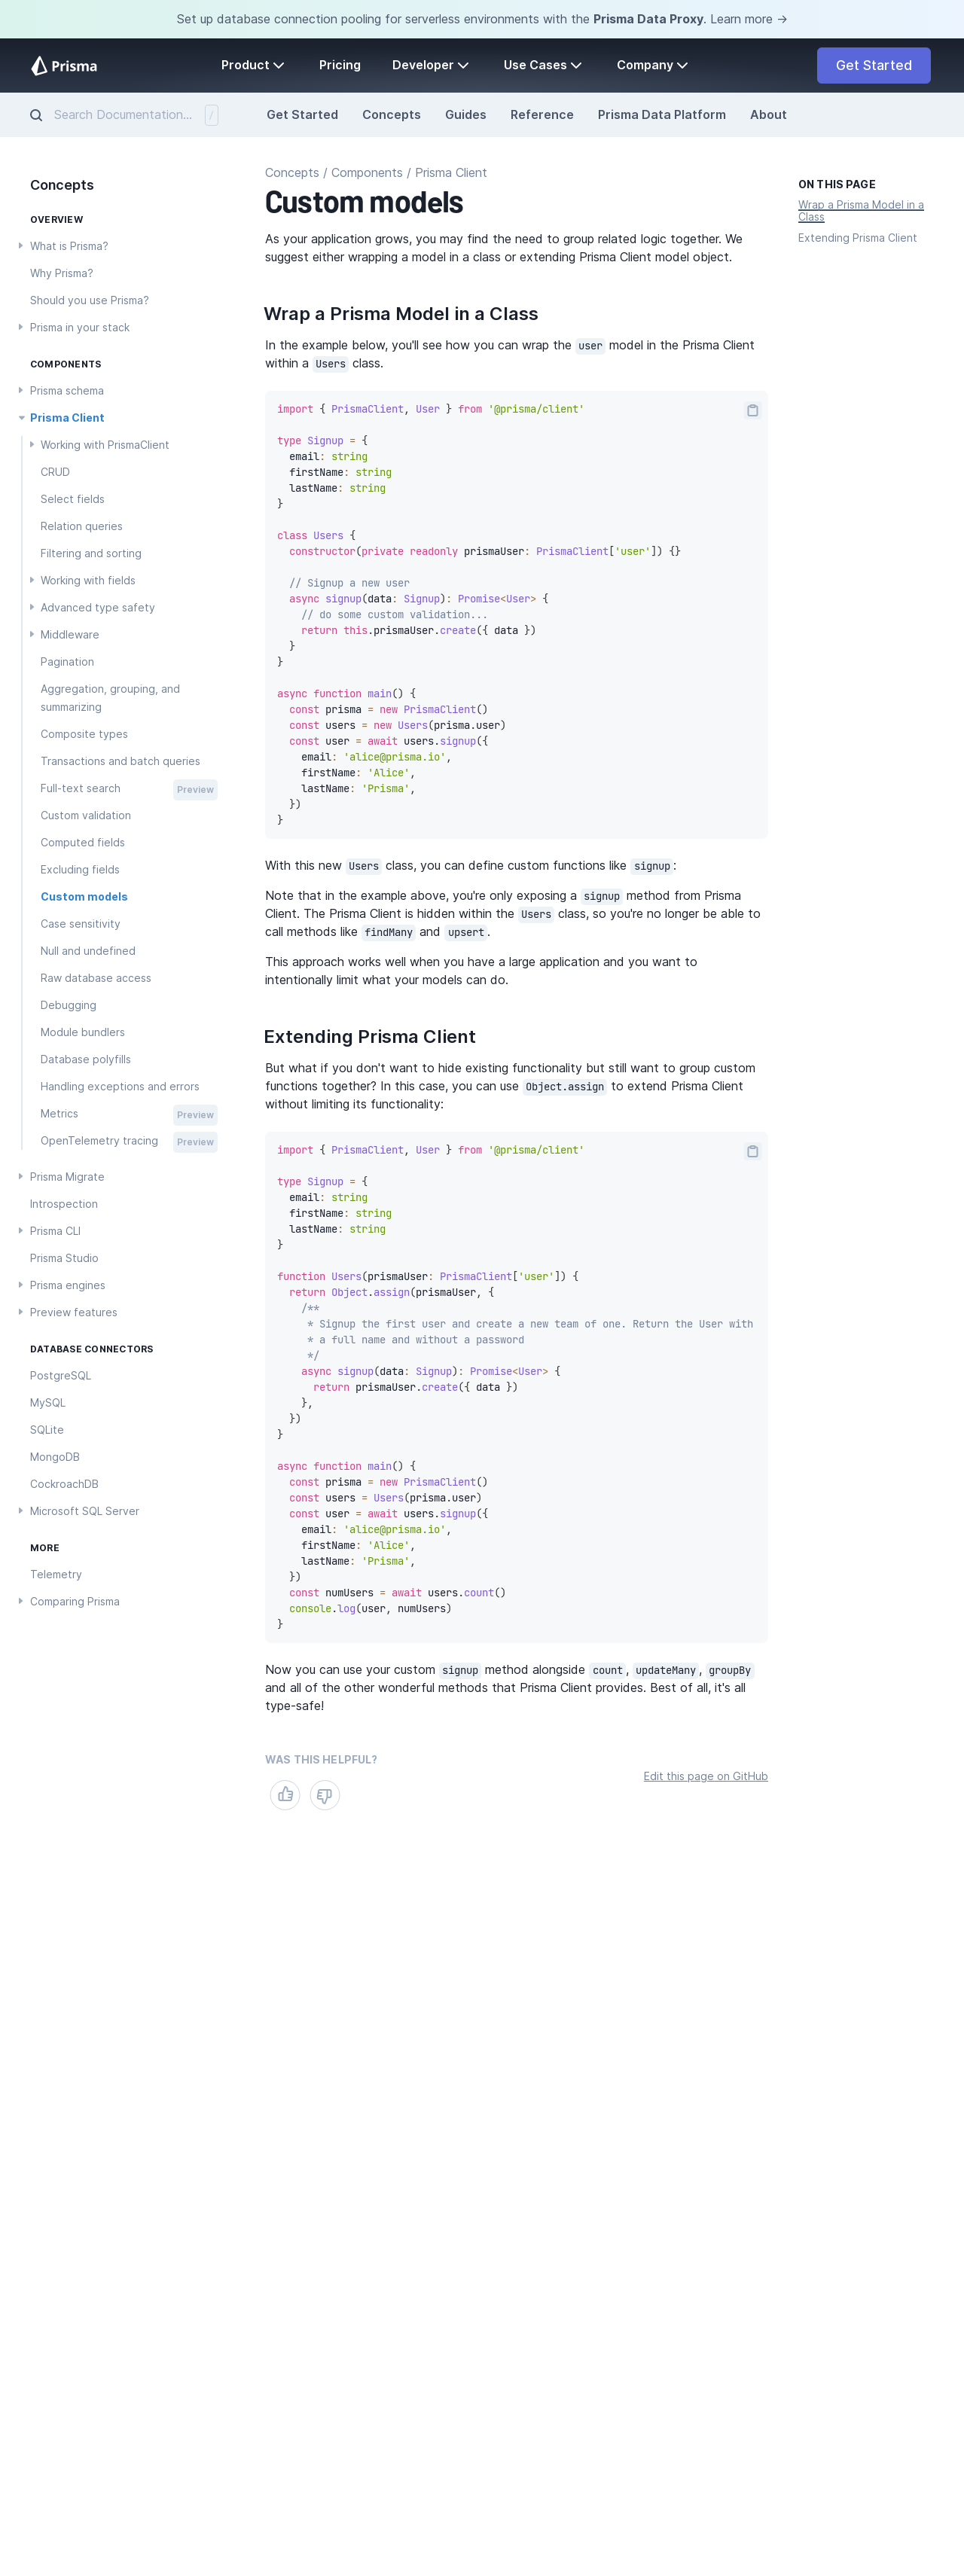 Set up database connection pooling for serverless environments with the Prisma Data Proxy. Learn more →
Prisma
Product
Pricing
Developer
Use Cases
Company
Get Started
Search Documentation...
/
Get Started
Concepts
Guides
Reference
Prisma Data Platform
About
Concepts
OVERVIEW
What is Prisma?
Why Prisma?
Should you use Prisma?
Prisma in your stack
COMPONENTS
Prisma schema
Prisma Client
Working with PrismaClient
CRUD
Select fields
Relation queries
Filtering and sorting
Working with fields
Advanced type safety
Middleware
Pagination
Aggregation, grouping, and
summarizing
Composite types
Transactions and batch queries
Full-text search Preview
Custom validation
Computed fields
Excluding fields
Custom models
Case sensitivity
Null and undefined
Raw database access
Debugging
Module bundlers
Database polyfills
Handling exceptions and errors
Metrics Preview
OpenTelemetry tracing Preview
Prisma Migrate
Introspection
Prisma CLI
Prisma Studio
Prisma engines
Preview features
DATABASE CONNECTORS
PostgreSQL
MySQL
SQLite
MongoDB
CockroachDB
Microsoft SQL Server
MORE
Telemetry
Comparing Prisma
Concepts / Components / Prisma Client
Custom models
As your application grows, you may find the need to group related logic together. We
suggest either wrapping a model in a class or extending Prisma Client model object.
Wrap a Prisma Model in a Class
In the example below, you'll see how you can wrap the user model in the Prisma Client
within a Users class.
import { PrismaClient, User } from '@prisma/client'
type Signup = {
  email: string
  firstName: string
  lastName: string
}
class Users {
  constructor(private readonly prismaUser: PrismaClient['user']) {}
  // Signup a new user
  async signup(data: Signup): Promise<User> {
    // do some custom validation...
    return this.prismaUser.create({ data })
  }
}
async function main() {
  const prisma = new PrismaClient()
  const users = new Users(prisma.user)
  const user = await users.signup({
    email: 'alice@prisma.io',
    firstName: 'Alice',
    lastName: 'Prisma',
  })
}
With this new Users class, you can define custom functions like signup:
Note that in the example above, you're only exposing a signup method from Prisma
Client. The Prisma Client is hidden within the Users class, so you're no longer be able to
call methods like findMany and upsert.
This approach works well when you have a large application and you want to
intentionally limit what your models can do.
Extending Prisma Client
But what if you don't want to hide existing functionality but still want to group custom
functions together? In this case, you can use Object.assign to extend Prisma Client
without limiting its functionality:
import { PrismaClient, User } from '@prisma/client'
type Signup = {
  email: string
  firstName: string
  lastName: string
}
function Users(prismaUser: PrismaClient['user']) {
  return Object.assign(prismaUser, {
    /**
     * Signup the first user and create a new team of one. Return the User with
     * a full name and without a password
     */
    async signup(data: Signup): Promise<User> {
      return prismaUser.create({ data })
    },
  })
}
async function main() {
  const prisma = new PrismaClient()
  const users = Users(prisma.user)
  const user = await users.signup({
    email: 'alice@prisma.io',
    firstName: 'Alice',
    lastName: 'Prisma',
  })
  const numUsers = await users.count()
  console.log(user, numUsers)
}
Now you can use your custom signup method alongside count, updateMany, groupBy
and all of the other wonderful methods that Prisma Client provides. Best of all, it's all
type-safe!
WAS THIS HELPFUL?
Edit this page on GitHub
ON THIS PAGE
Wrap a Prisma Model in a
Class
Extending Prisma Client